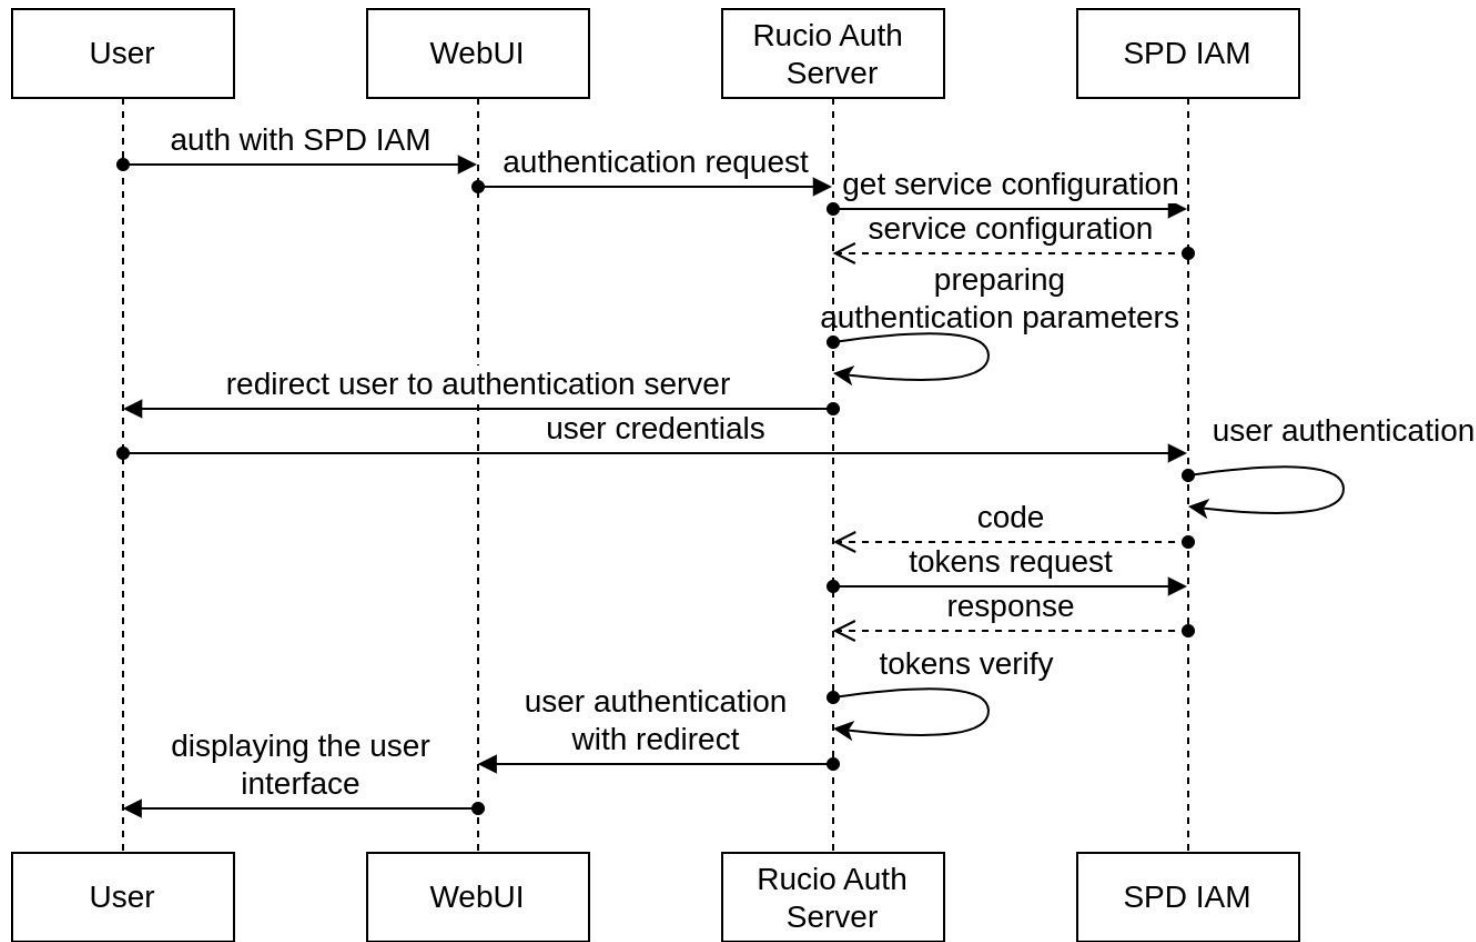 User
WebUI
Rucio Auth
Server
SPD IAM
auth with SPD IAM
authentication request
get service configuration
service configuration
preparing
authentication parameters
redirect user to authentication server
user credentials
user authentication
code
tokens request
response
tokens verify
user authentication
with redirect
displaying the user
interface
User
WebUI
Rucio Auth
Server
SPD IAM